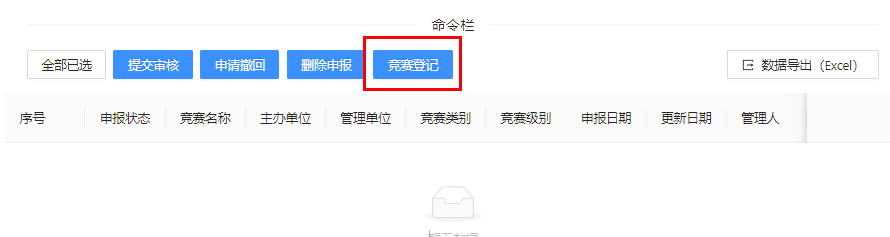 命令栏
全部已选 提交审核 申请撤回 删除申报 竞赛登记 数据导出（Excel）
序号 申报状态 竞赛名称 主办单位 管理单位 竞赛类别 竞赛级别 申报日期 更新日期 管理人